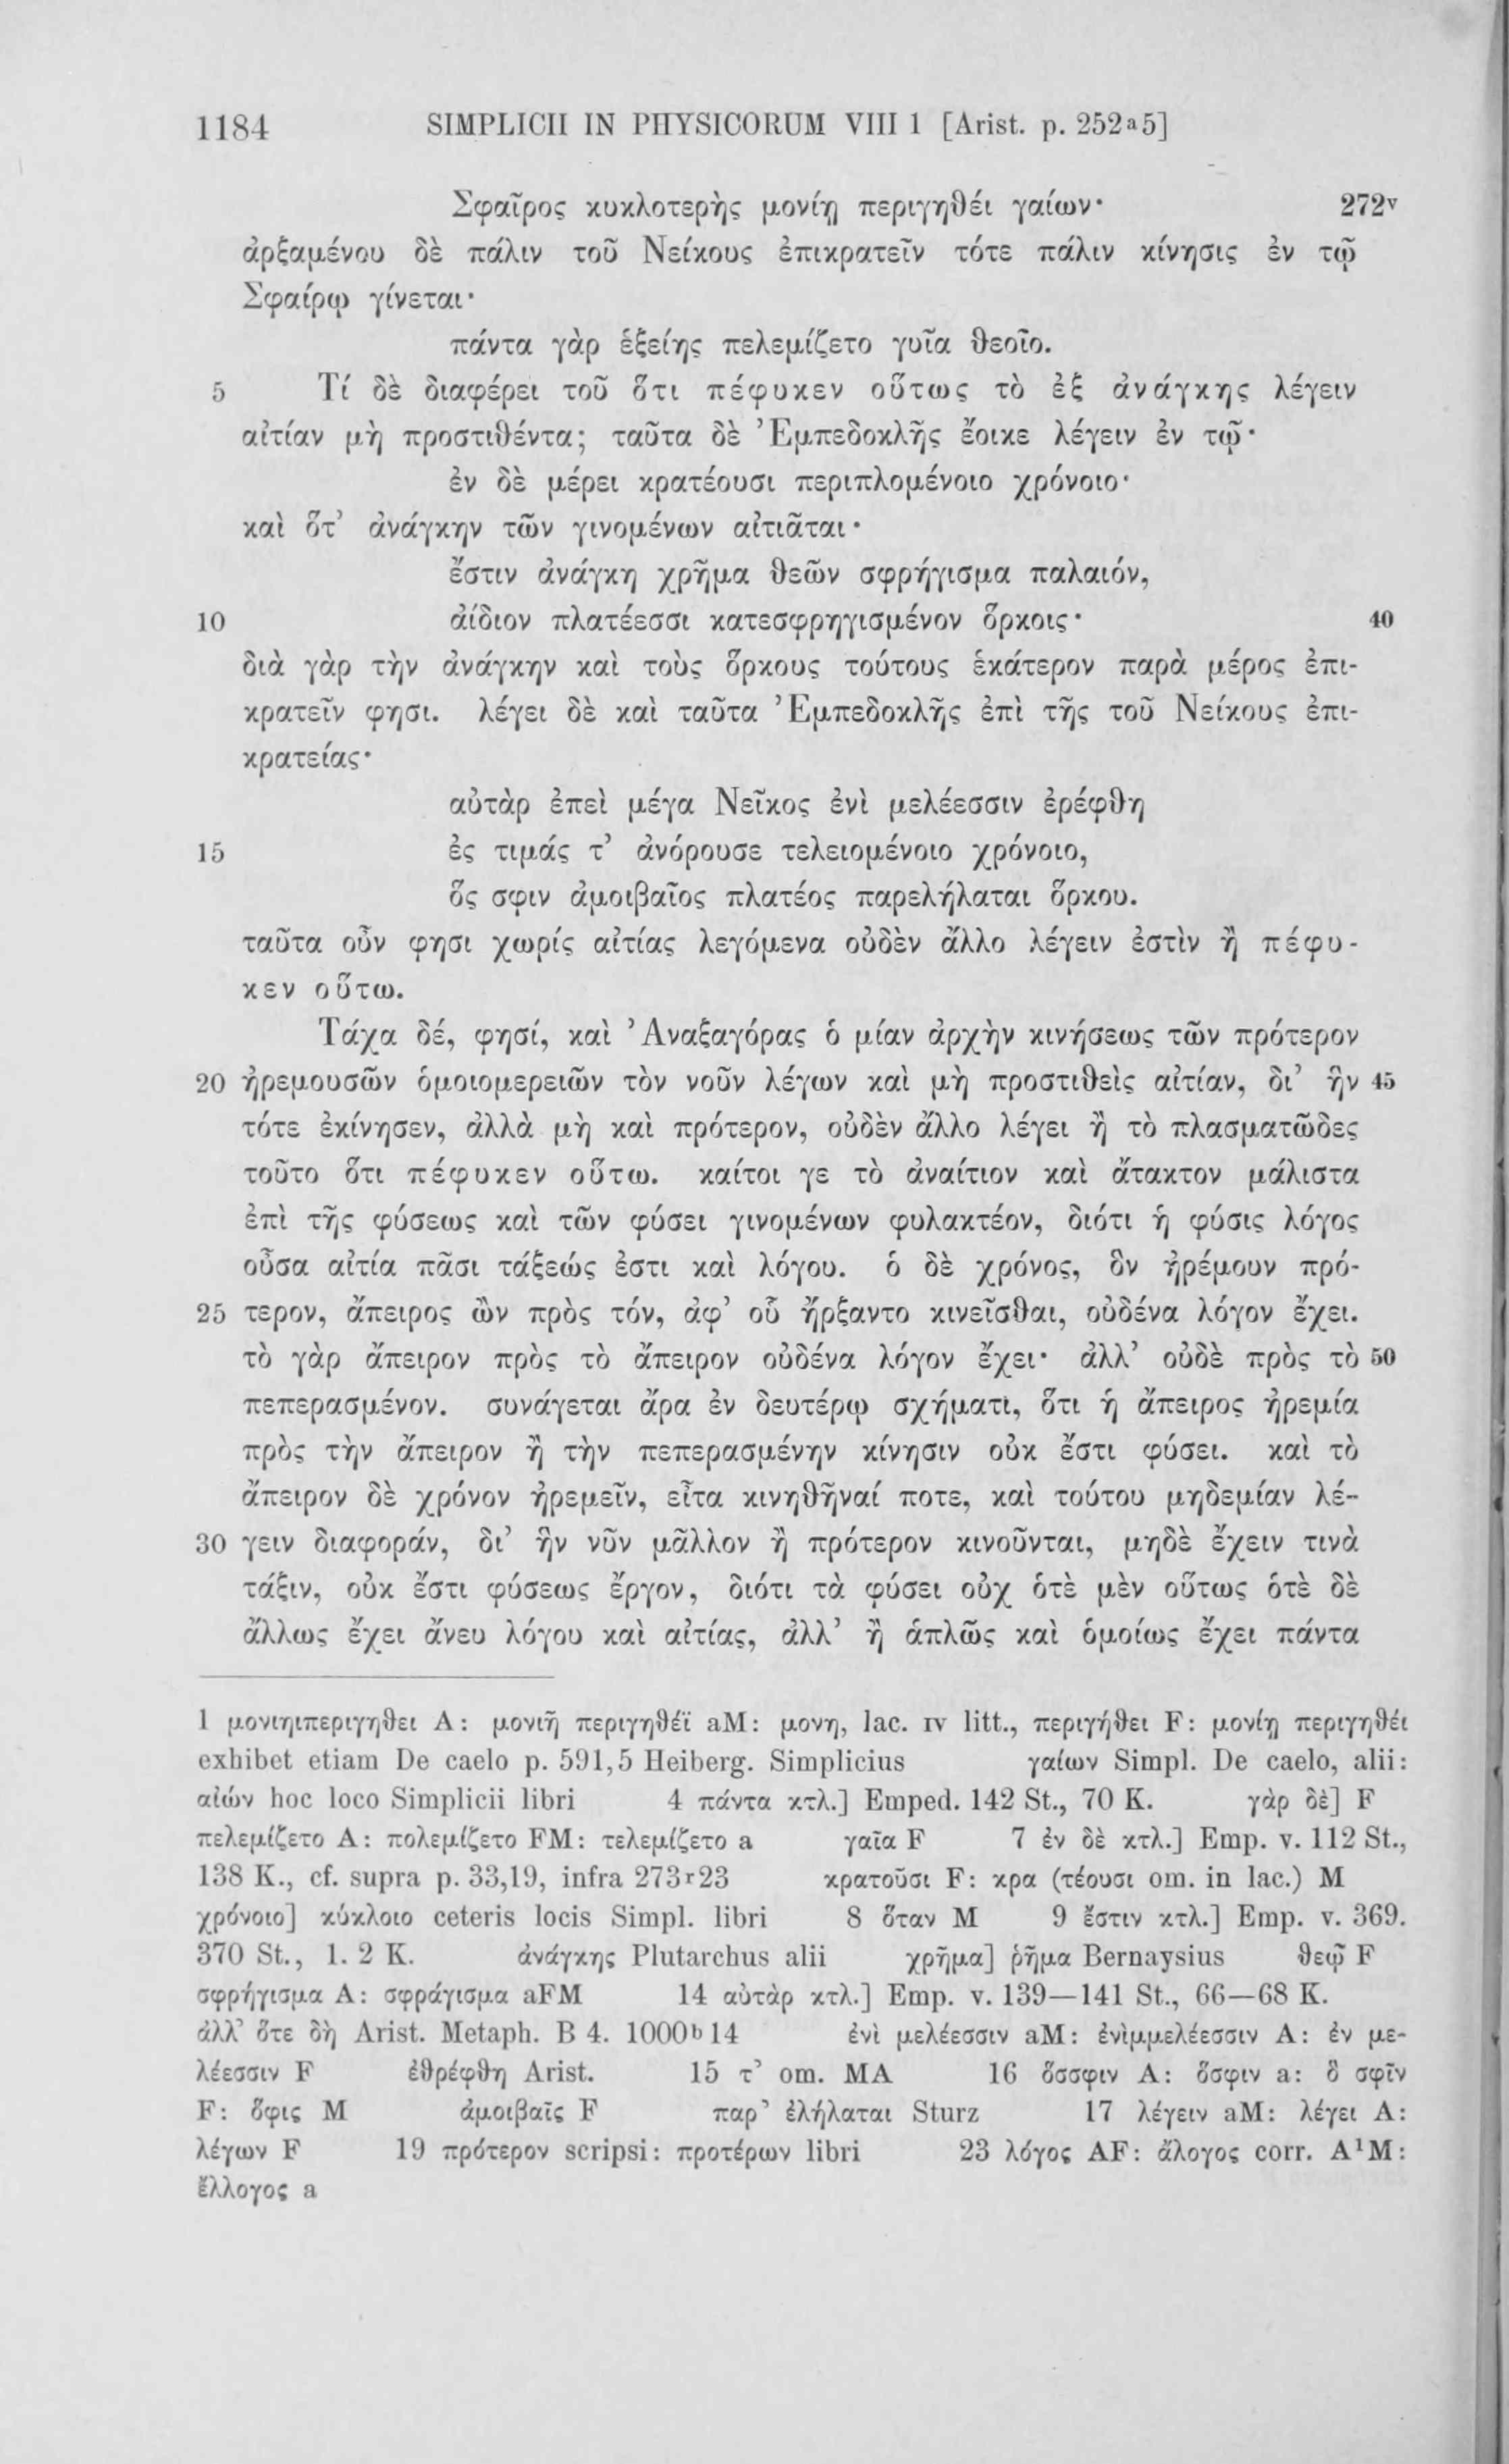 1184 SIMPLICII IN PHYSICORUM VIII 1 [Arist. p. 252a5]
Σφαῖρος κυκλοτερὴς μονίῃ περιγηθέι γαίων· 272v
ἀρξαμένου δὲ πάλιν τοῦ Νείκους ἐπικρατεῖν τότε πάλιν κίνησις ἐν τῷ
Σφαίρῳ γίνεται·
πάντα γὰρ ἑξείης πελεμίζετο γυῖα θεοῖο.
5 Τί δὲ διαφέρει τοῦ ὅτι πέφυκεν οὕτως τὸ ἐξ ἀνάγκης λέγειν
αἰτίαν μὴ προστιθέντα; ταῦτα δὲ Ἐμπεδοκλῆς ἔοικε λέγειν ἐν τῷ·
ἐν δὲ μέρει κρατέουσι περιπλομένοιο χρόνοιο·
καὶ ὅτ’ ἀνάγκην τῶν γινομένων αἰτιᾶται·
ἔστιν ἀνάγκη χρῆμα θεῶν σφρήγισμα παλαιόν,
10 ἀίδιον πλατέεσσι κατεσφρηγισμένον ὅρκοις· 40
διὰ γὰρ τὴν ἀνάγκην καὶ τοὺς ὅρκους τούτους ἑκάτερον παρὰ μέρος ἐπι-
κρατεῖν φησι. λέγει δὲ καὶ ταῦτα Ἐμπεδοκλῆς ἐπὶ τῆς τοῦ Νείκους ἐπι-
κρατείας·
αὐτὰρ ἐπεὶ μέγα Νεῖκος ἐνὶ μελέεσσιν ἐρέφθη
15 ἐς τιμάς τ’ ἀνόρουσε τελειομένοιο χρόνοιο,
ὅς σφιν ἀμοιβαῖος πλατέος παρελήλαται ὅρκου.
ταῦτα οὖν φησι χωρίς αἰτίας λεγόμενα οὐδὲν ἄλλο λέγειν ἐστὶν ἢ πέφυ-
κεν οὕτω.
Τάχα δέ, φησί, καὶ Ἀναξαγόρας ὁ μίαν ἀρχὴν κινήσεως τῶν πρότερον
20 ἠρεμουσῶν ὁμοιομερειῶν τὸν νοῦν λέγων καὶ μὴ προστιθεὶς αἰτίαν, δι’ ἣν 45
τότε ἐκίνησεν, ἀλλὰ μὴ καὶ πρότερον, οὐδὲν ἄλλο λέγει ἢ τὸ πλασματῶδες
τοῦτο ὅτι πέφυκεν οὕτω. καίτοι γε τὸ ἀναίτιον καὶ ἄτακτον μάλιστα
ἐπὶ τῆς φύσεως καὶ τῶν φύσει γινομένων φυλακτέον, διότι ἡ φύσις λόγος
οὖσα αἰτία πᾶσι τάξεώς ἐστι καὶ λόγου. ὁ δὲ χρόνος, ὃν ἠρέμουν πρό-
25 τερον, ἄπειρος ὢν πρὸς τόν, ἀφ’ οὗ ἤρξαντο κινεῖσθαι, οὐδένα λόγον ἔχει.
τὸ γὰρ ἄπειρον πρὸς τὸ ἄπειρον οὐδένα λόγον ἔχει· ἀλλ’ οὐδὲ πρὸς τὸ 50
πεπερασμένον. συνάγεται ἄρα ἐν δευτέρῳ σχήματι, ὅτι ἡ ἄπειρος ἠρεμία
πρὸς τὴν ἄπειρον ἢ τὴν πεπερασμένην κίνησιν οὐκ ἔστι φύσει. καὶ τὸ
ἄπειρον δὲ χρόνον ἠρεμεῖν, εἶτα κινηθῆναί ποτε, καὶ τούτου μηδεμίαν λέ-
30 γειν διαφοράν, δι’ ἣν νῦν μᾶλλον ἢ πρότερον κινοῦνται, μηδὲ ἔχειν τινὰ
τάξιν, οὐκ ἔστι φύσεως ἔργον, διότι τὰ φύσει οὐχ ὁτὲ μὲν οὕτως ὁτὲ δὲ
ἄλλως ἔχει ἄνευ λόγου καὶ αἰτίας, ἀλλ’ ἢ ἁπλῶς καὶ ὁμοίως ἔχει πάντα
1 μονιηιπεριγηθει A: μονιῇ περιγηθέϊ aM: μονη, lac. IV litt., περιγήθει F: μονίῃ περιγηθέι
exhibet etiam De caelo p. 591,5 Heiberg. Simplicius γαίων Simpl. De caelo, alii:
αἰών hoc loco Simplicii libri 4 πάντα κτλ.] Emped. 142 St., 70 K. γὰρ δὲ] F
πελεμίζετο A: πολεμίζετο FM: τελεμίζετο a γαῖα F 7 ἐν δὲ κτλ.] Emp. v. 112 St.,
138 K., cf. supra p. 33,19, infra 273r23 κρατοῦσι F: κρα (τέουσι om. in lac.) M
χρόνοιο] κύκλοιο ceteris locis Simpl. libri 8 ὅταν M 9 ἔστιν κτλ.] Emp. v. 369.
370 St., 1. 2 K. ἀνάγκης Plutarchus alii χρῆμα] ῥῆμα Bernaysius θεῷ F
σφρήγισμα A: σφράγισμα aFM 14 αὐτὰρ κτλ.] Emp. v. 139—141 St., 66—68 K.
ἀλλ’ ὅτε δὴ Arist. Metaph. B 4. 1000b14 ἐνὶ μελέεσσιν aM: ἐνὶμμελέεσσιν A: ἐν με-
λέεσσιν F ἐθρέφθη Arist. 15 τ’ om. MA 16 ὅσσφιν A: ὅσφιν a: ὃ σφῖν
F: ὄφις M ἀμοιβαῖς F παρ’ ἐλήλαται Sturz 17 λέγειν aM: λέγει A:
λέγων F 19 πρότερον scripsi: προτέρων libri 23 λόγος AF: ἄλογος corr. A¹M:
ἔλλογος a